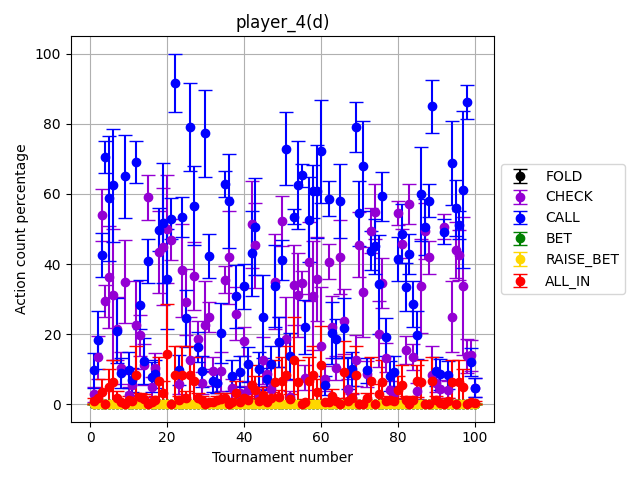 player_4(d)
Action count percentage
100
80
60
40
20
0
0
20
40
60
80
100
Tournament number
FOLD
CHECK
CALL
BET
RAISE_BET
ALL_IN